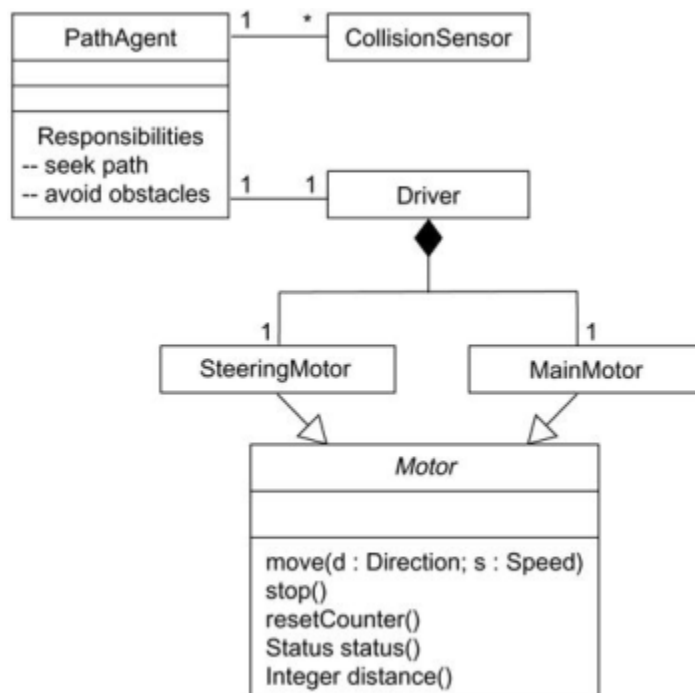 PathAgent
1
*
CollisionSensor
Responsibilities
-- seek path
-- avoid obstacles
1
1
Driver
1
1
SteeringMotor
MainMotor
Motor
move(d : Direction; s : Speed)
stop()
resetCounter()
Status status()
Integer distance()